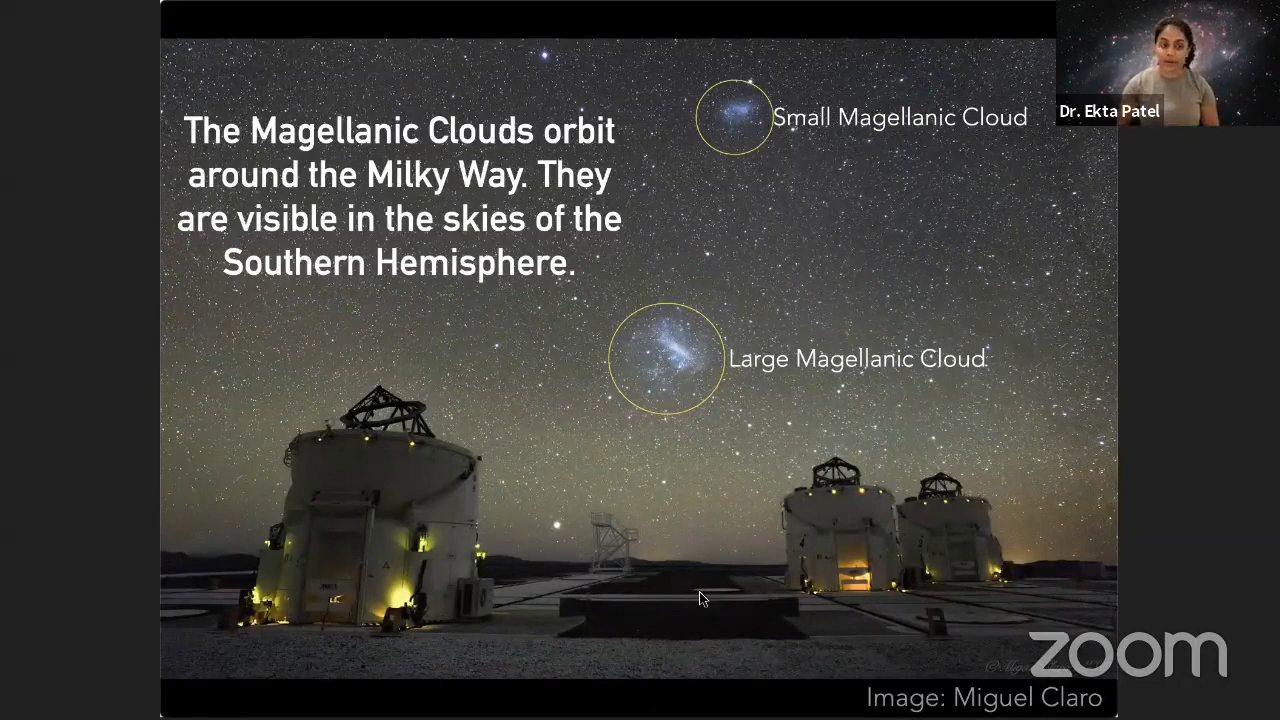 The Magellanic Clouds orbit
around the Milky Way. They
are visible in the skies of the
Southern Hemisphere.
Small Magellanic Cloud
Dr. Ekta Patel
Large Magellanic Cloud
zoom
Image: Miguel Claro